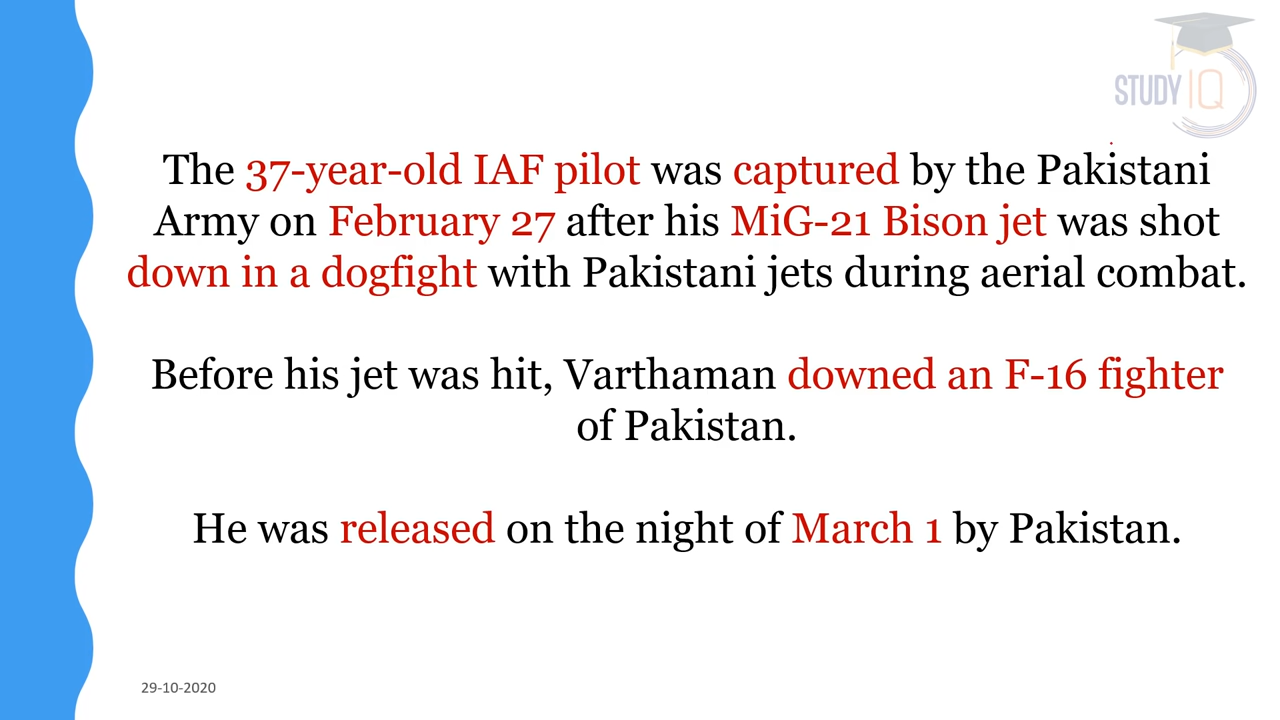 STUDY IQ
The 37-year-old IAF pilot was captured by the Pakistani
Army on February 27 after his MiG-21 Bison jet was shot
down in a dogfight with Pakistani jets during aerial combat.
Before his jet was hit, Varthaman downed an F-16 fighter
of Pakistan.
He was released on the night of March 1 by Pakistan.
29-10-2020